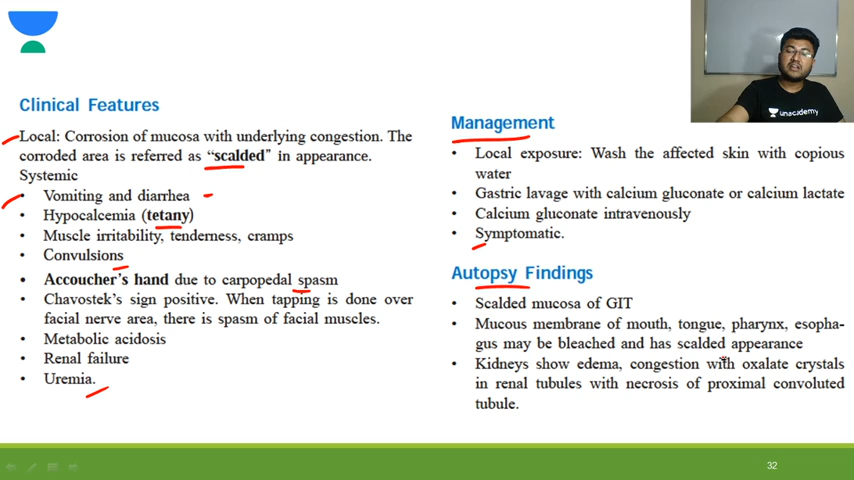 Clinical Features
Local: Corrosion of mucosa with underlying congestion. The
corroded area is referred as “scalded” in appearance.
Systemic
• Vomiting and diarrhea
• Hypocalcemia (tetany)
• Muscle irritability, tenderness, cramps
• Convulsions
• Accoucher’s hand due to carpopedal spasm
• Chavostek’s sign positive. When tapping is done over
facial nerve area, there is spasm of facial muscles.
• Metabolic acidosis
• Renal failure
• Uremia.
Management
• Local exposure: Wash the affected skin with copious
water
• Gastric lavage with calcium gluconate or calcium lactate
• Calcium gluconate intravenously
• Symptomatic.
Autopsy Findings
• Scalded mucosa of GIT
• Mucous membrane of mouth, tongue, pharynx, esopha-
gus may be bleached and has scalded appearance
• Kidneys show edema, congestion with oxalate crystals
in renal tubules with necrosis of proximal convoluted
tubule.
unacademy
32